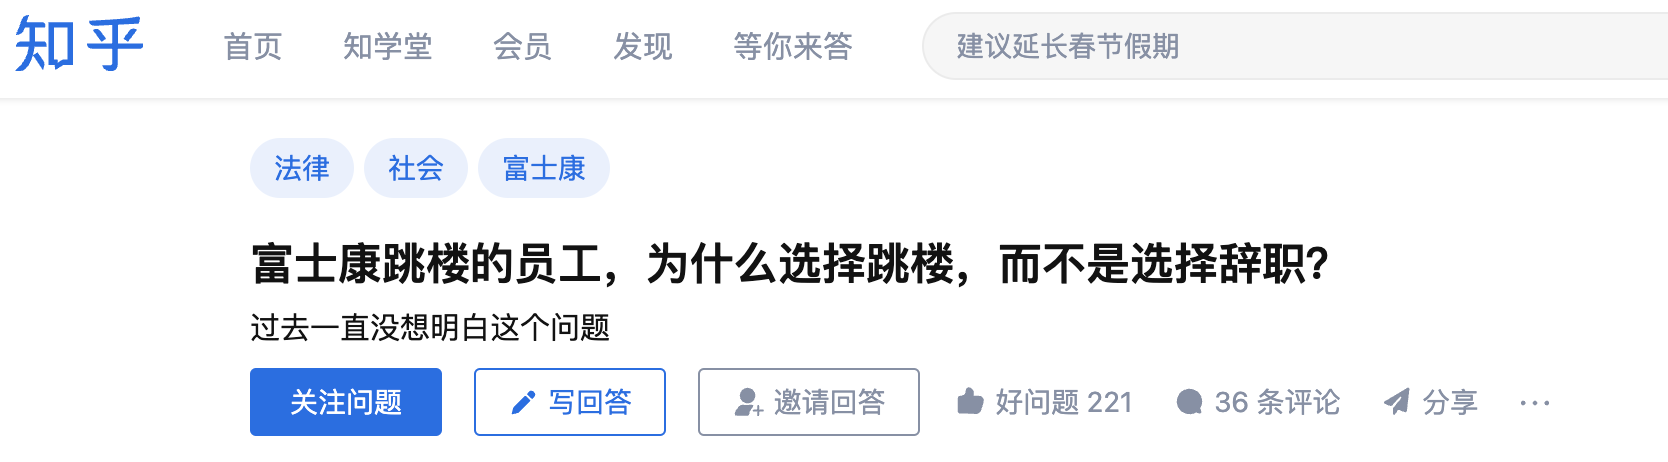 知乎 首页 知学堂 会员 发现 等你来答 建议延长春节假期
法律 社会 富士康
富士康跳楼的员工，为什么选择跳楼，而不是选择辞职？
过去一直没想明白这个问题
关注问题 写回答 邀请回答 好问题 221 36 条评论 分享 ···